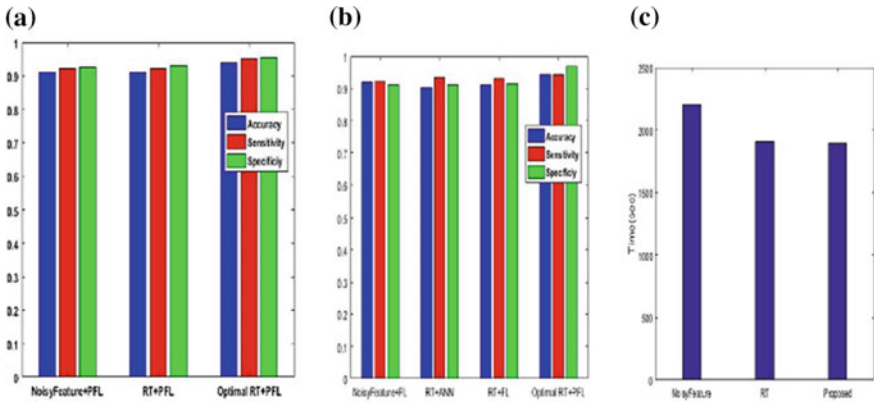 (a)
1
0.9
0.8
0.7
0.6
0.5
0.4
0.3
0.2
0.1
0
Accuracy
Sensitivity
Specificiy
NoisyFeature+PFL RT+PFL Optimal RT+PFL
(b)
1
0.9
0.8
0.7
0.6
0.5
0.4
0.3
0.2
0.1
0
Accuracy
Sensitivity
Specificiy
NoisyFeature+FL RT+ANN RT+FL Optimal RT+PFL
(c)
2500
2000
1500
1000
500
0
Time(sec)
NoisyFeature RT Proposed